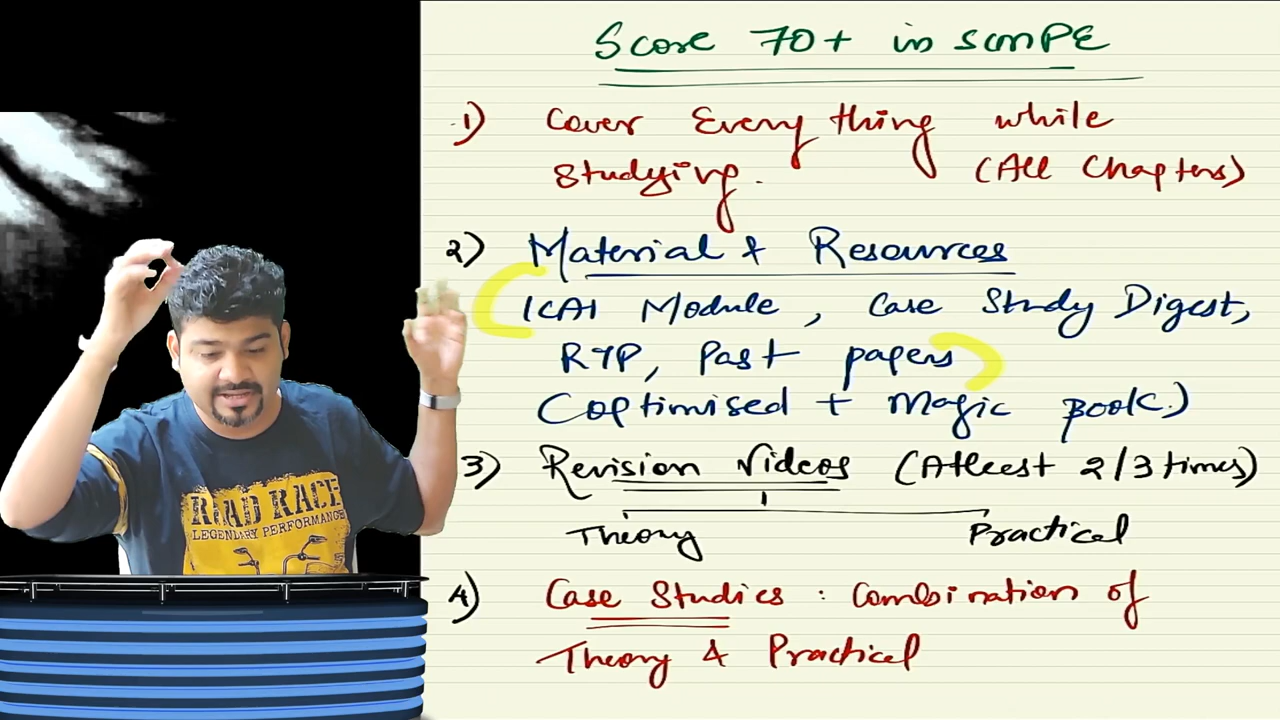 Score 70+ in SCMPE
1) Cover Everything while
studying. (All Chapters)
2) Material & Resources
ICAI Module, Case Study Digest,
RTP, Past papers
(optimised + Magic Book.)
3) Revision Videos (Atleest 2/3 times)
Theory Practical
4) Case Studies : Combination of
Theory & Practical
ROAD RACE
LEGENDARY PERFORMANCE